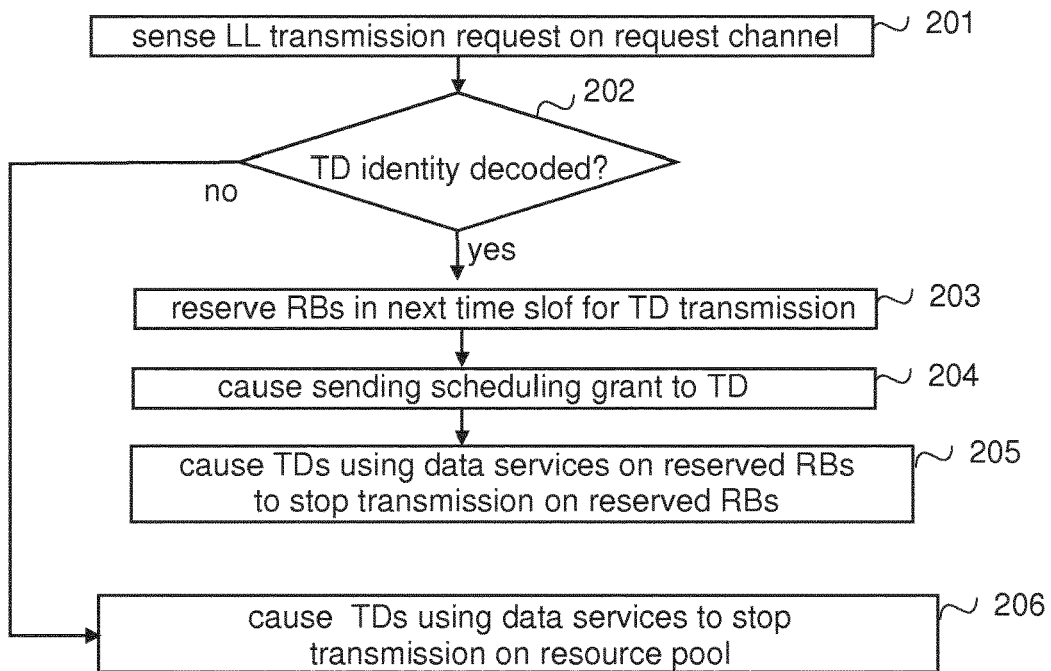 sense LL transmission request on request channel 201
202
TD identity decoded?
no
yes
reserve RBs in next time slof for TD transmission 203
cause sending scheduling grant to TD 204
cause TDs using data services on reserved RBs
to stop transmission on reserved RBs
205
cause TDs using data services to stop
transmission on resource pool
206